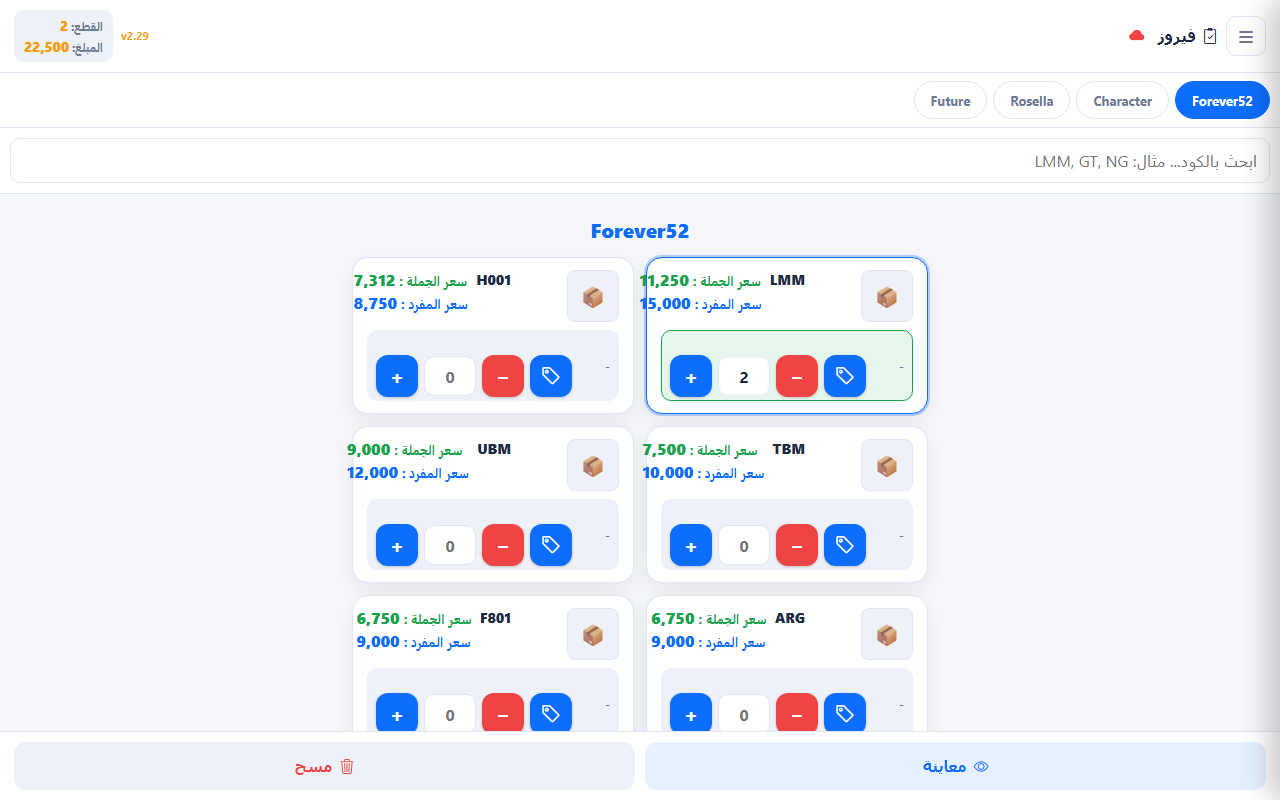 فيروز
v2.29
القطع: 2
المبلغ: 22,500
Forever52
Character
Rosella
Future
ابحث بالكود... مثال: LMM, GT, NG
Forever52
LMM
سعر الجملة : 11,250
سعر المفرد : 15,000
-
−
2
+
H001
سعر الجملة : 7,312
سعر المفرد : 8,750
-
−
0
+
TBM
سعر الجملة : 7,500
سعر المفرد : 10,000
-
−
0
+
UBM
سعر الجملة : 9,000
سعر المفرد : 12,000
-
−
0
+
ARG
سعر الجملة : 6,750
سعر المفرد : 9,000
-
−
0
+
F801
سعر الجملة : 6,750
سعر المفرد : 9,000
-
−
0
+
معاينة
مسح